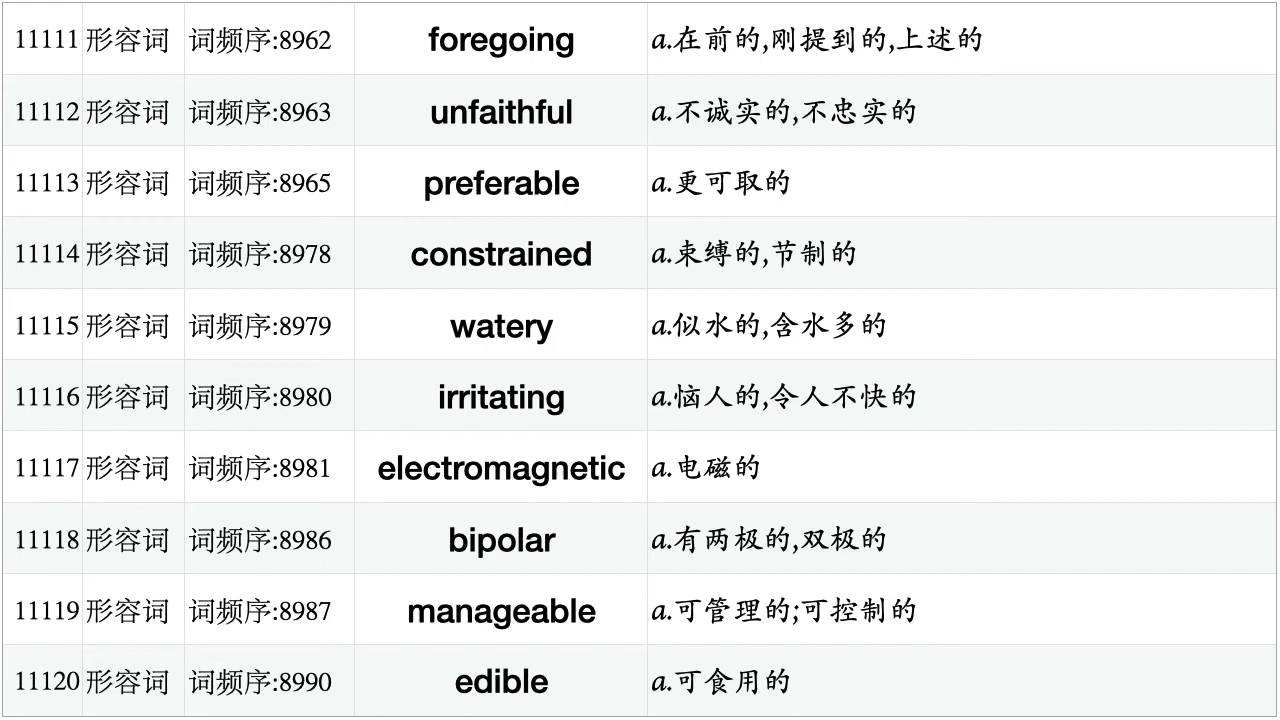 11111 形容词 词频序:8962 foregoing a.在前的,刚提到的,上述的
11112 形容词 词频序:8963 unfaithful a.不诚实的,不忠实的
11113 形容词 词频序:8965 preferable a.更可取的
11114 形容词 词频序:8978 constrained a.束缚的,节制的
11115 形容词 词频序:8979 watery a.似水的,含水多的
11116 形容词 词频序:8980 irritating a.恼人的,令人不快的
11117 形容词 词频序:8981 electromagnetic a.电磁的
11118 形容词 词频序:8986 bipolar a.有两极的,双极的
11119 形容词 词频序:8987 manageable a.可管理的;可控制的
11120 形容词 词频序:8990 edible a.可食用的